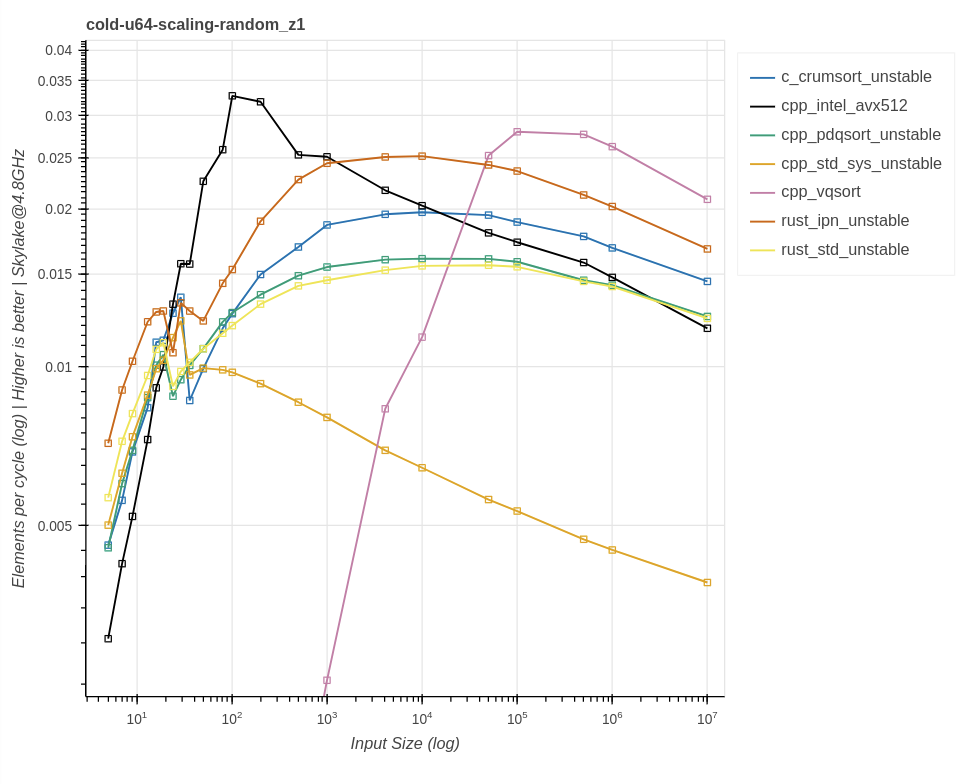 cold-u64-scaling-random_z1
0.04
0.035
0.03
0.025
0.02
0.015
0.01
0.005
Elements per cycle (log) | Higher is better | Skylake@4.8GHz
10¹
10²
10³
10⁴
10⁵
10⁶
10⁷
Input Size (log)
c_crumsort_unstable
cpp_intel_avx512
cpp_pdqsort_unstable
cpp_std_sys_unstable
cpp_vqsort
rust_ipn_unstable
rust_std_unstable